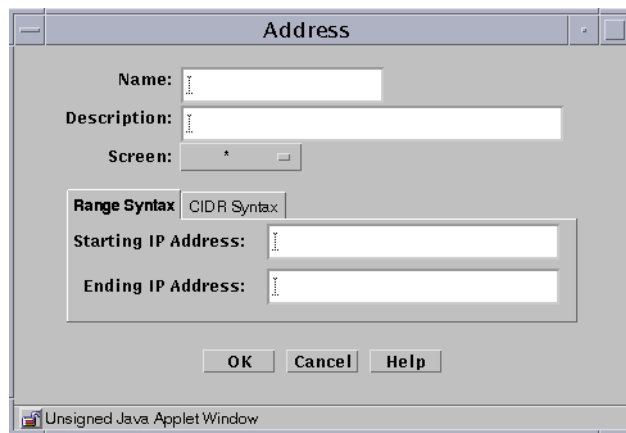 Address
Name:
Description:
Screen: *
Range Syntax CIDR Syntax
Starting IP Address:
Ending IP Address:
OK Cancel Help
Unsigned Java Applet Window